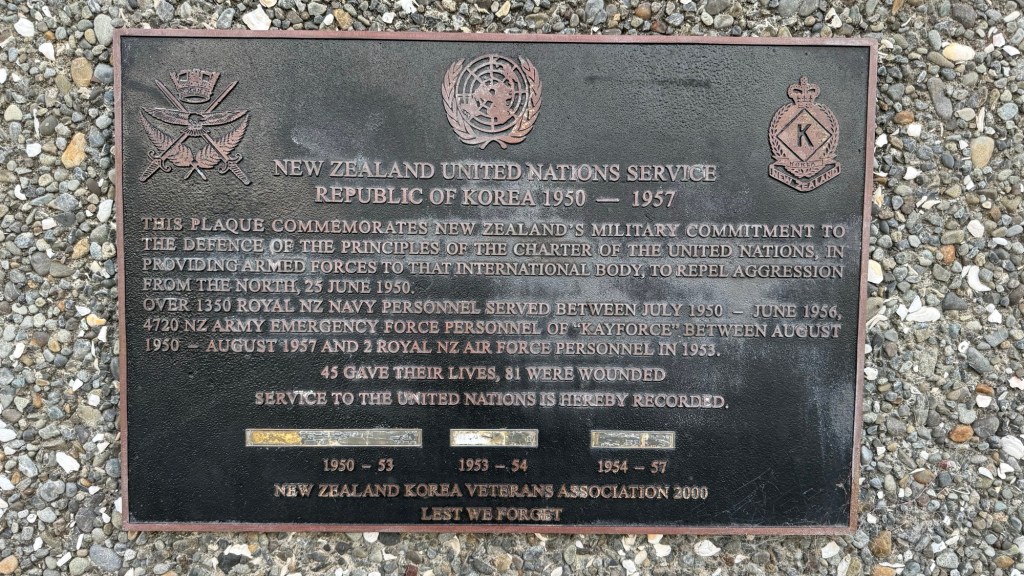 K
KOREA
NEW ZEALAND
NEW ZEALAND UNITED NATIONS SERVICE
REPUBLIC OF KOREA 1950 — 1957
THIS PLAQUE COMMEMORATES NEW ZEALAND'S MILITARY COMMITMENT TO
THE DEFENCE OF THE PRINCIPLES OF THE CHARTER OF THE UNITED NATIONS, IN
PROVIDING ARMED FORCES TO THAT INTERNATIONAL BODY, TO REPEL AGGRESSION
FROM THE NORTH, 25 JUNE 1950.
OVER 1350 ROYAL NZ NAVY PERSONNEL SERVED BETWEEN JULY 1950 – JUNE 1956,
4720 NZ ARMY EMERGENCY FORCE PERSONNEL OF "KAYFORCE" BETWEEN AUGUST
1950 – AUGUST 1957 AND 2 ROYAL NZ AIR FORCE PERSONNEL IN 1953.
45 GAVE THEIR LIVES, 81 WERE WOUNDED
SERVICE TO THE UNITED NATIONS IS HEREBY RECORDED.
1950 – 53 1953 – 54 1954 – 57
NEW ZEALAND KOREA VETERANS ASSOCIATION 2000
LEST WE FORGET